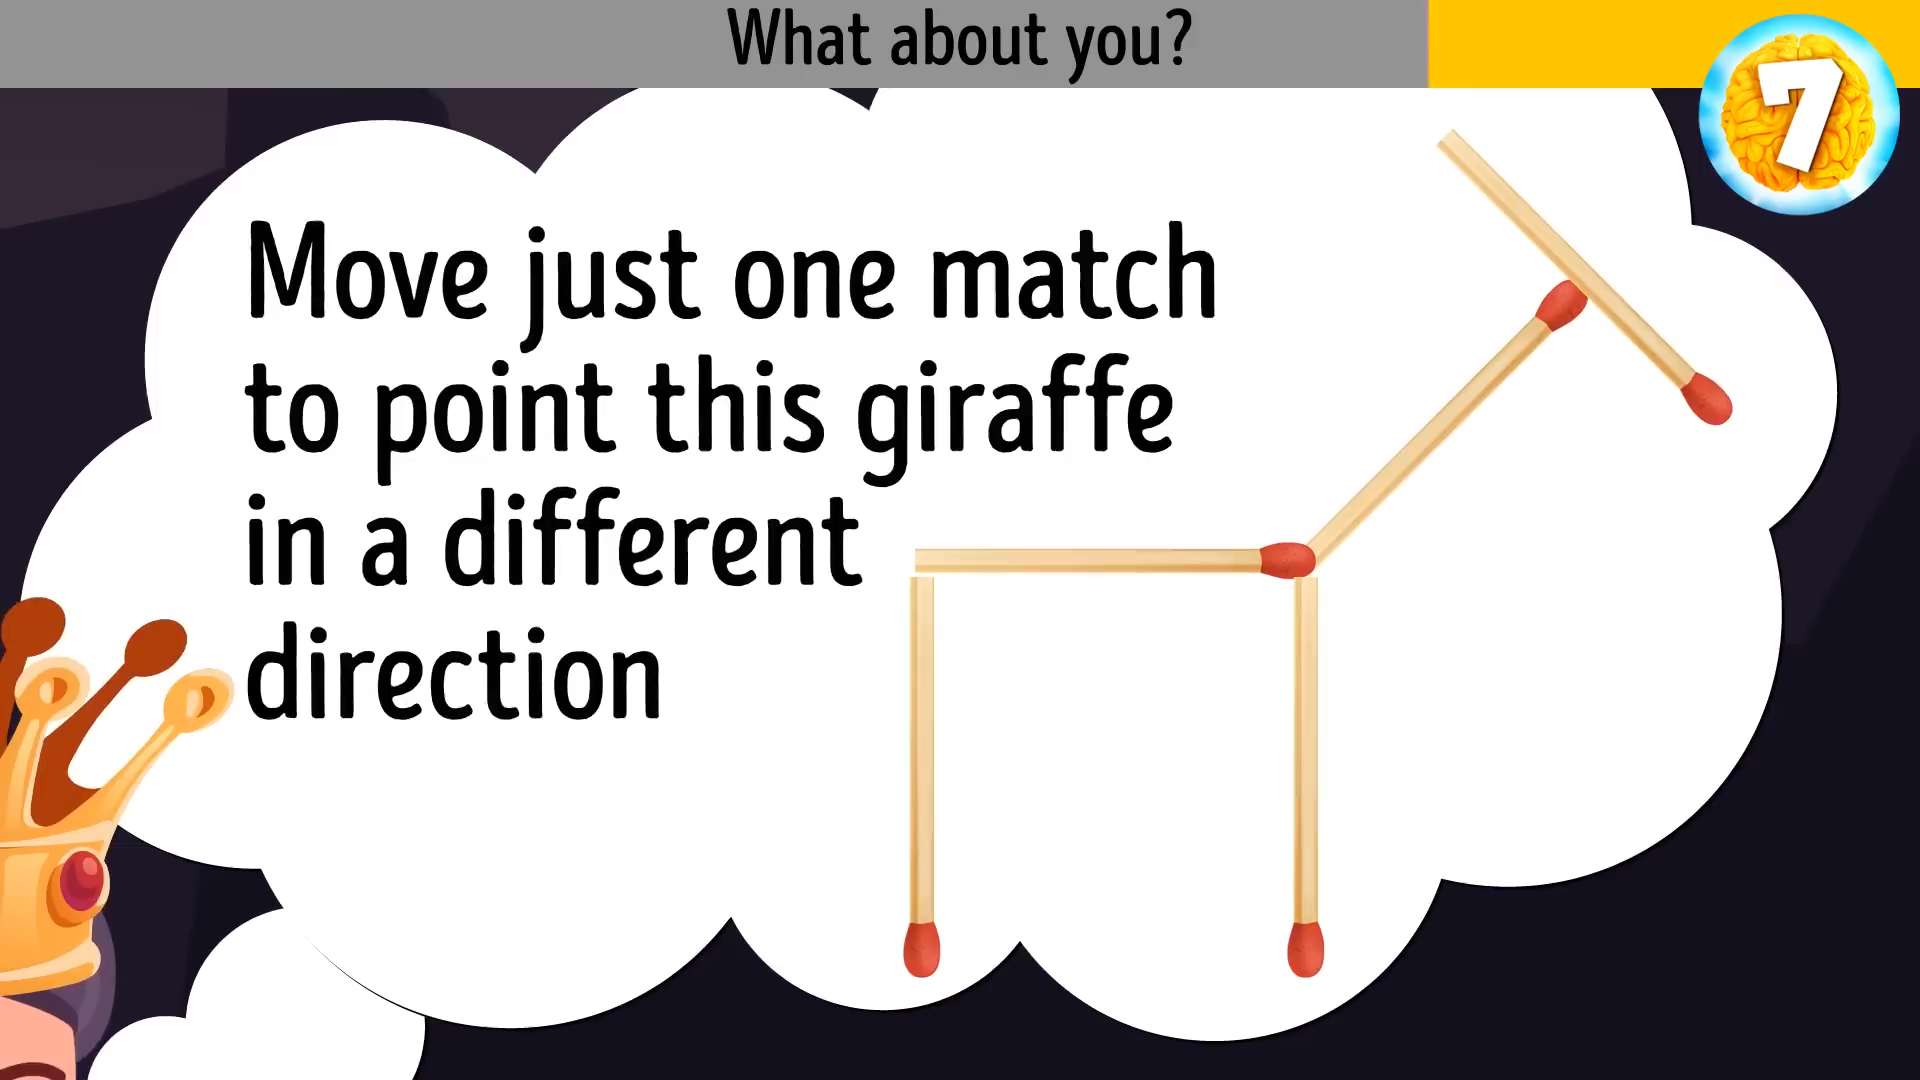 What about you?
7
Move just one match
to point this giraffe
in a different
direction